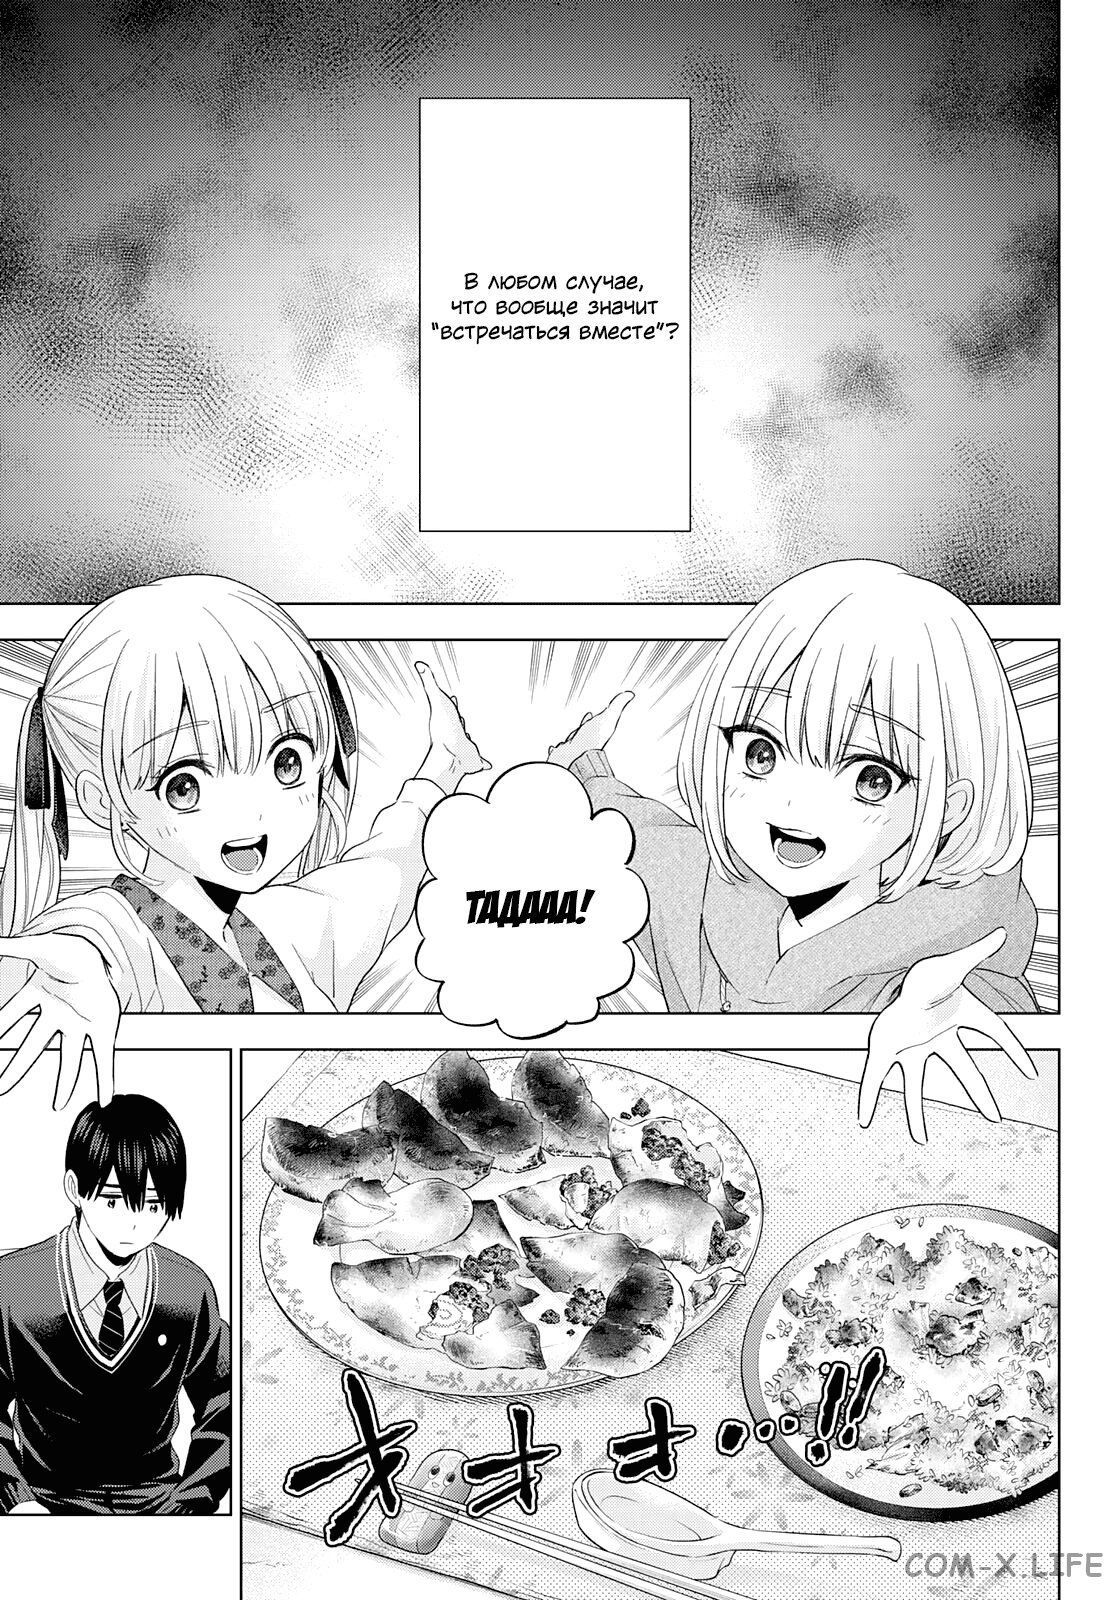 В ЛЮБОМ СЛУЧАЕ,
ЧТО ВООБЩЕ ЗНАЧИТ
"ВСТРЕЧАТЬСЯ ВМЕСТЕ"?
ТАДААА!
オオオ...!!
COM-X.LIFE